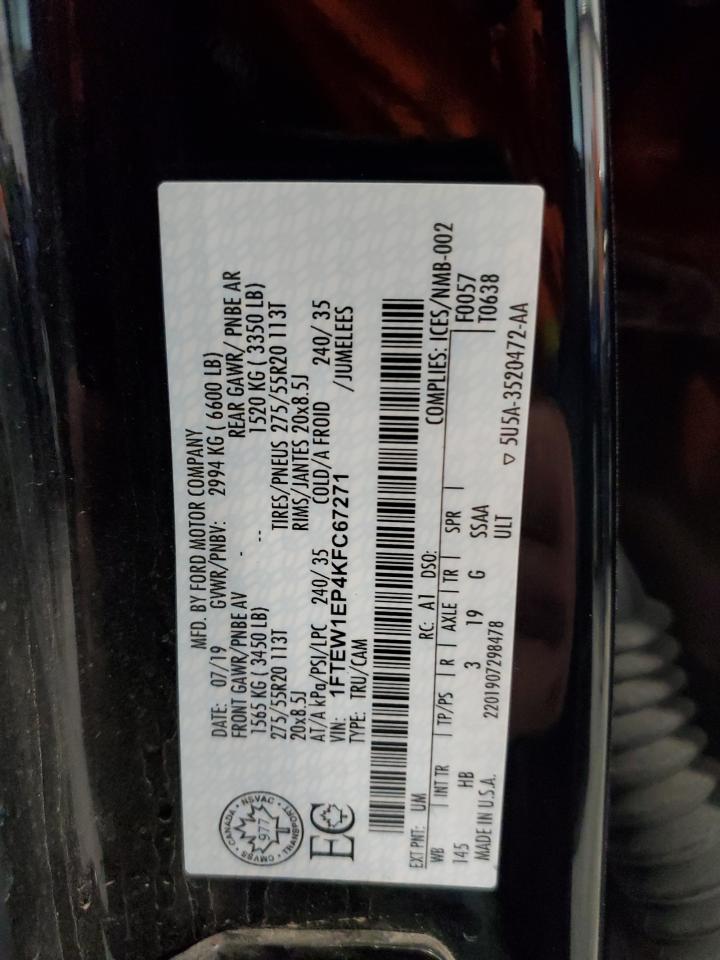 MFD. BY FORD MOTOR COMPANY
DATE: 07/19 GVWR/PNBV: 2994 KG ( 6600 LB)
FRONT GAWR/PNBE AV REAR GAWR/ PNBE AR
1565 KG (3450 LB) 1520 KG ( 3350 LB)
275/55R20 113T TIRES/PNEUS 275/55R20 113T
20x8.5J RIMS/JANTES 20x8.5J
AT/A kPa/PSI/LPC 240/ 35 COLD/A FROID 240/ 35
VIN: 1FTEW1EP4KFC67271 /JUMELEES
TYPE: TRU/CAM
CANADA · NSVAC · TRANSPORT · CMVSS
977
EC
EXT PNT: UM RC: A1 DSO: COMPLIES: ICES/NMB-002
WB INT TR TP/PS R AXLE TR SPR F0057
145 HB 3 19 G SSAA T0638
MADE IN U.S.A. 2201907298478 ULT
▽ 5U5A-3520472-AA